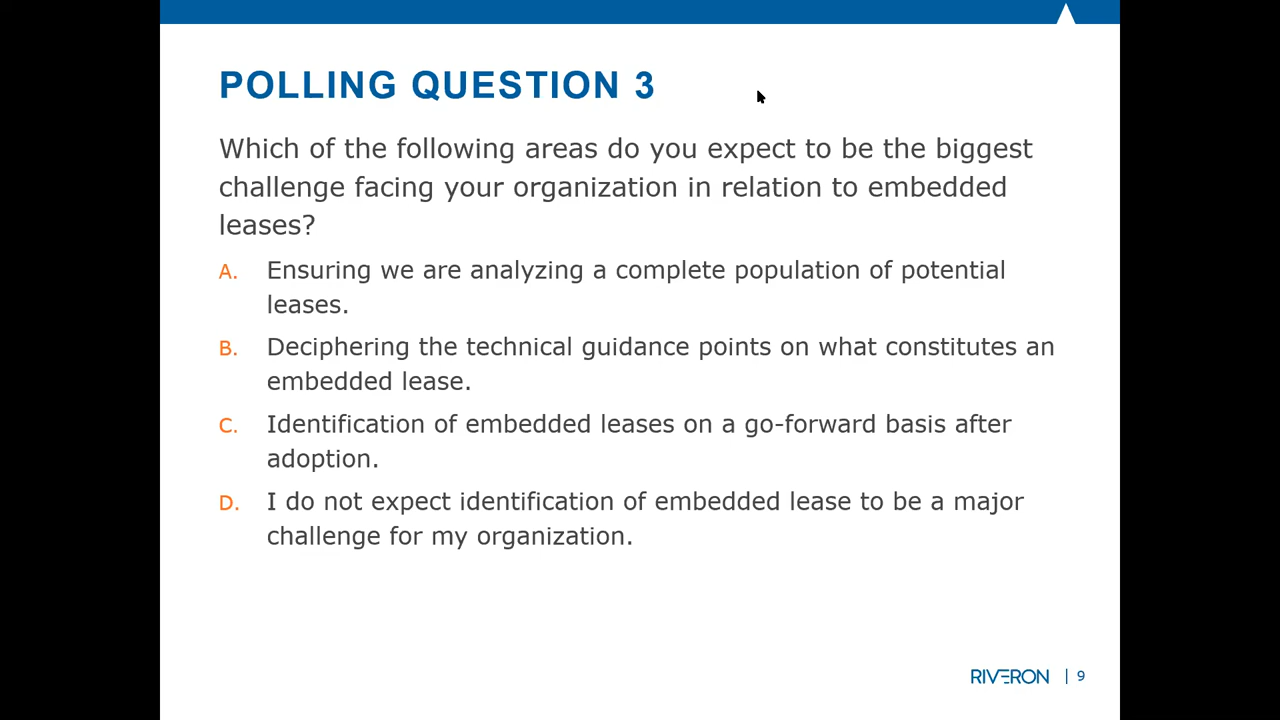 POLLING QUESTION 3
Which of the following areas do you expect to be the biggest
challenge facing your organization in relation to embedded
leases?
A. Ensuring we are analyzing a complete population of potential
leases.
B. Deciphering the technical guidance points on what constitutes an
embedded lease.
C. Identification of embedded leases on a go-forward basis after
adoption.
D. I do not expect identification of embedded lease to be a major
challenge for my organization.
RIVERON | 9